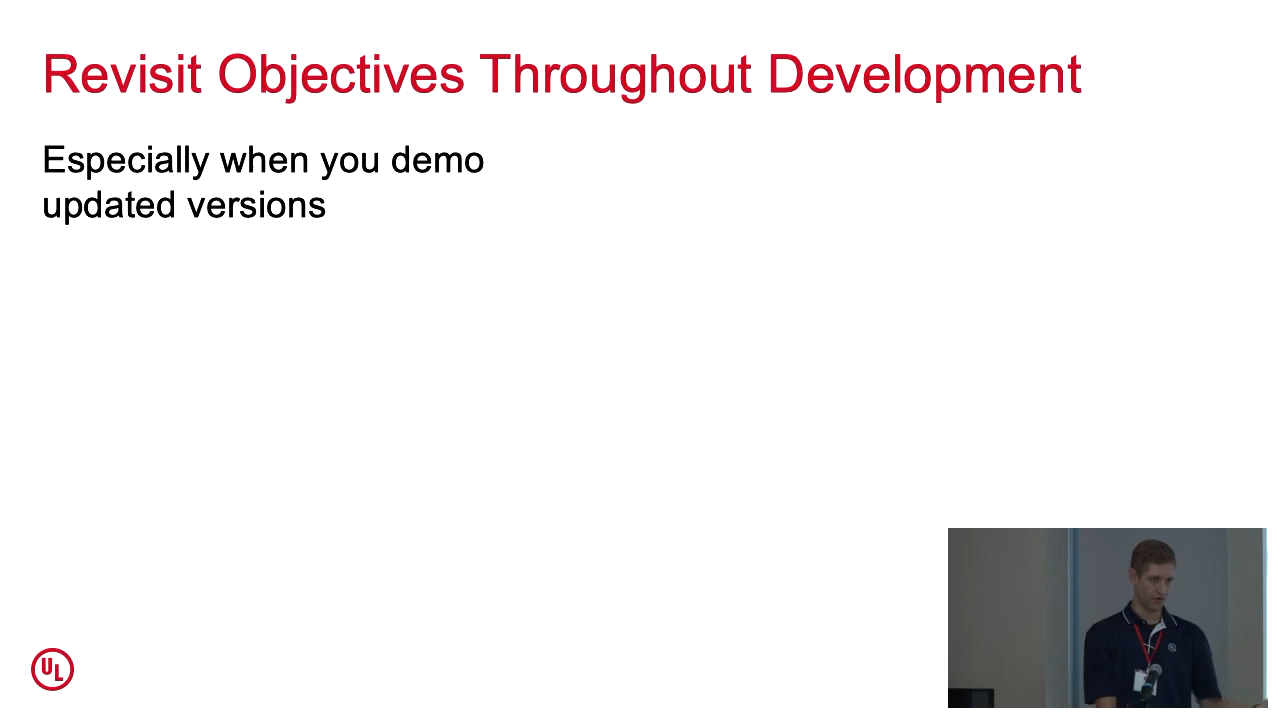 Revisit Objectives Throughout Development
Especially when you demo
updated versions
UL